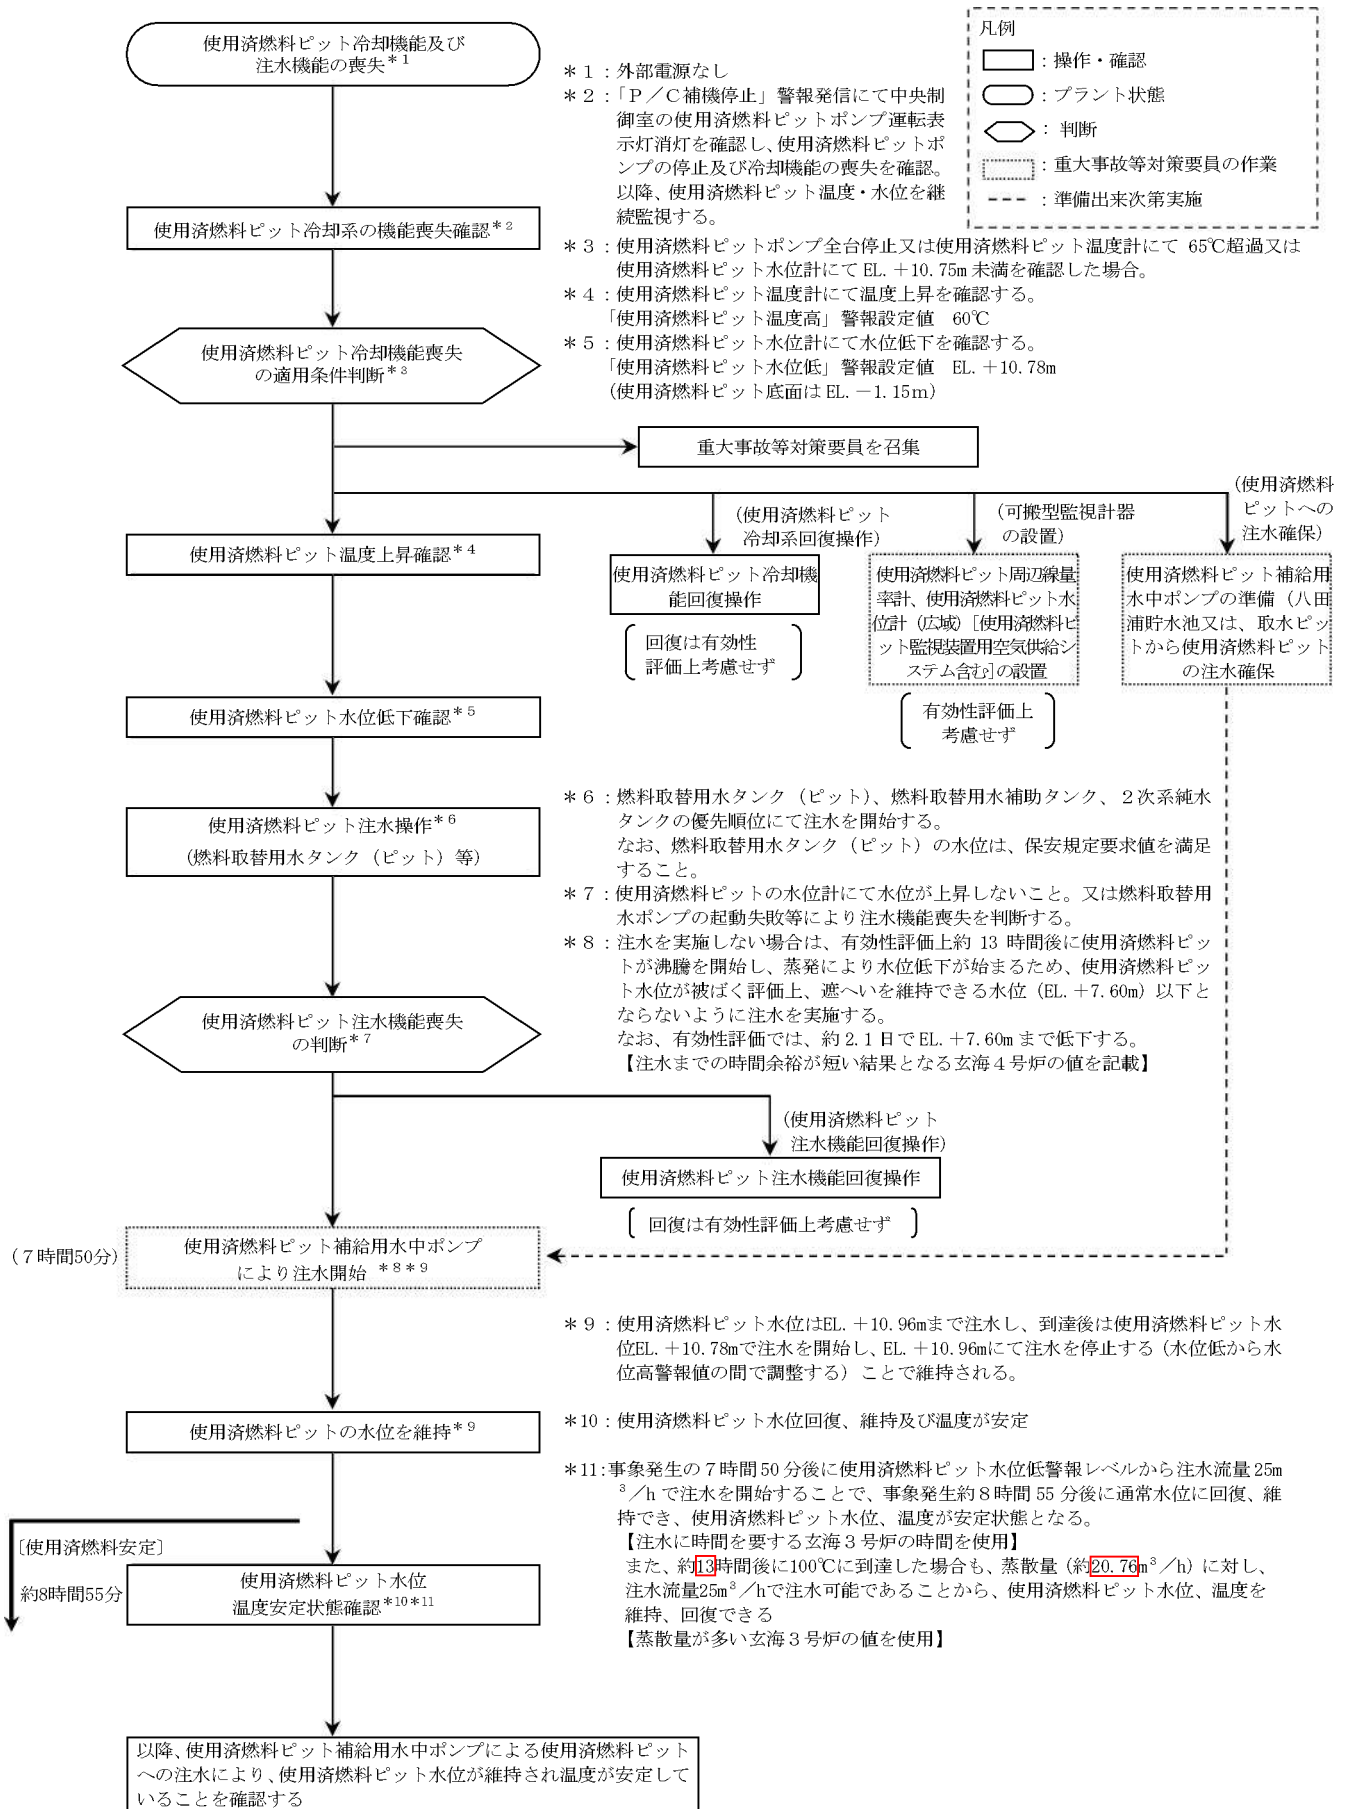 使用済燃料ピット冷却機能及び
注水機能の喪失＊1
凡例
：操作・確認
：プラント状態
：判断
：重大事故等対策要員の作業
：準備出来次第実施
＊１：外部電源なし
＊２：「Ｐ／Ｃ補機停止」警報発信にて中央制
御室の使用済燃料ピットポンプ運転表
示灯消灯を確認し、使用済燃料ピットポ
ンプの停止及び冷却機能の喪失を確認。
以降、使用済燃料ピット温度・水位を継
続監視する。
使用済燃料ピット冷却系の機能喪失確認＊2
＊３：使用済燃料ピットポンプ全台停止又は使用済燃料ピット温度計にて 65℃超過又は
使用済燃料ピット水位計にて EL.＋10.75m 未満を確認した場合。
＊４：使用済燃料ピット温度計にて温度上昇を確認する。
「使用済燃料ピット温度高」警報設定値　60℃
＊５：使用済燃料ピット水位計にて水位低下を確認する。
「使用済燃料ピット水位低」警報設定値　EL.＋10.78m
（使用済燃料ピット底面は EL.－1.15ｍ）
使用済燃料ピット冷却機能喪失
の適用条件判断＊3
重大事故等対策要員を召集
（使用済燃料ピット
冷却系回復操作）
（可搬型監視計器
の設置）
（使用済燃料
ピットへの
注水確保）
使用済燃料ピット温度上昇確認＊4
使用済燃料ピット冷却機
能回復操作
回復は有効性
評価上考慮せず
使用済燃料ピット周辺線量
率計、使用済燃料ピット水
位計（広域）［使用済燃料ピ
ット監視装置用空気供給シ
ステム含む］の設置
有効性評価上
考慮せず
使用済燃料ピット補給用
水中ポンプの準備（八田
浦貯水池又は、取水ピッ
トから使用済燃料ピット
の注水確保
使用済燃料ピット水位低下確認＊5
使用済燃料ピット注水操作＊6
（燃料取替用水タンク（ピット）等）
＊６：燃料取替用水タンク（ピット）、燃料取替用水補助タンク、２次系純水
タンクの優先順位にて注水を開始する。
なお、燃料取替用水タンク（ピット）の水位は、保安規定要求値を満足
すること。
＊７：使用済燃料ピットの水位計にて水位が上昇しないこと。又は燃料取替用
水ポンプの起動失敗等により注水機能喪失を判断する。
＊８：注水を実施しない場合は、有効性評価上約 13 時間後に使用済燃料ピッ
トが沸騰を開始し、蒸発により水位低下が始まるため、使用済燃料ピッ
ト水位が被ばく評価上、遮へいを維持できる水位（EL.＋7.60m）以下と
ならないように注水を実施する。
なお、有効性評価では、約 2.1 日で EL.＋7.60m まで低下する。
【注水までの時間余裕が短い結果となる玄海４号炉の値を記載】
使用済燃料ピット注水機能喪失
の判断＊7
（使用済燃料ピット
注水機能回復操作）
使用済燃料ピット注水機能回復操作
回復は有効性評価上考慮せず
（７時間50分）
使用済燃料ピット補給用水中ポンプ
により注水開始 ＊8＊9
＊９：使用済燃料ピット水位はEL.＋10.96mまで注水し、到達後は使用済燃料ピット水
位EL.＋10.78mで注水を開始し、EL.＋10.96mにて注水を停止する（水位低から水
位高警報値の間で調整する）ことで維持される。
使用済燃料ピットの水位を維持＊9
＊10：使用済燃料ピット水位回復、維持及び温度が安定
＊11：事象発生の７時間 50 分後に使用済燃料ピット水位低警報レベルから注水流量 25m
3／h で注水を開始することで、事象発生約８時間 55 分後に通常水位に回復、維
持でき、使用済燃料ピット水位、温度が安定状態となる。
【注水に時間を要する玄海３号炉の時間を使用】
また、約13時間後に100℃に到達した場合も、蒸散量（約20.76m3／h）に対し、
注水流量25m3／hで注水可能であることから、使用済燃料ピット水位、温度を
維持、回復できる
【蒸散量が多い玄海３号炉の値を使用】
［使用済燃料安定］
約8時間55分
使用済燃料ピット水位
温度安定状態確認＊10＊11
以降、使用済燃料ピット補給用水中ポンプによる使用済燃料ピット
への注水により、使用済燃料ピット水位が維持され温度が安定して
いることを確認する